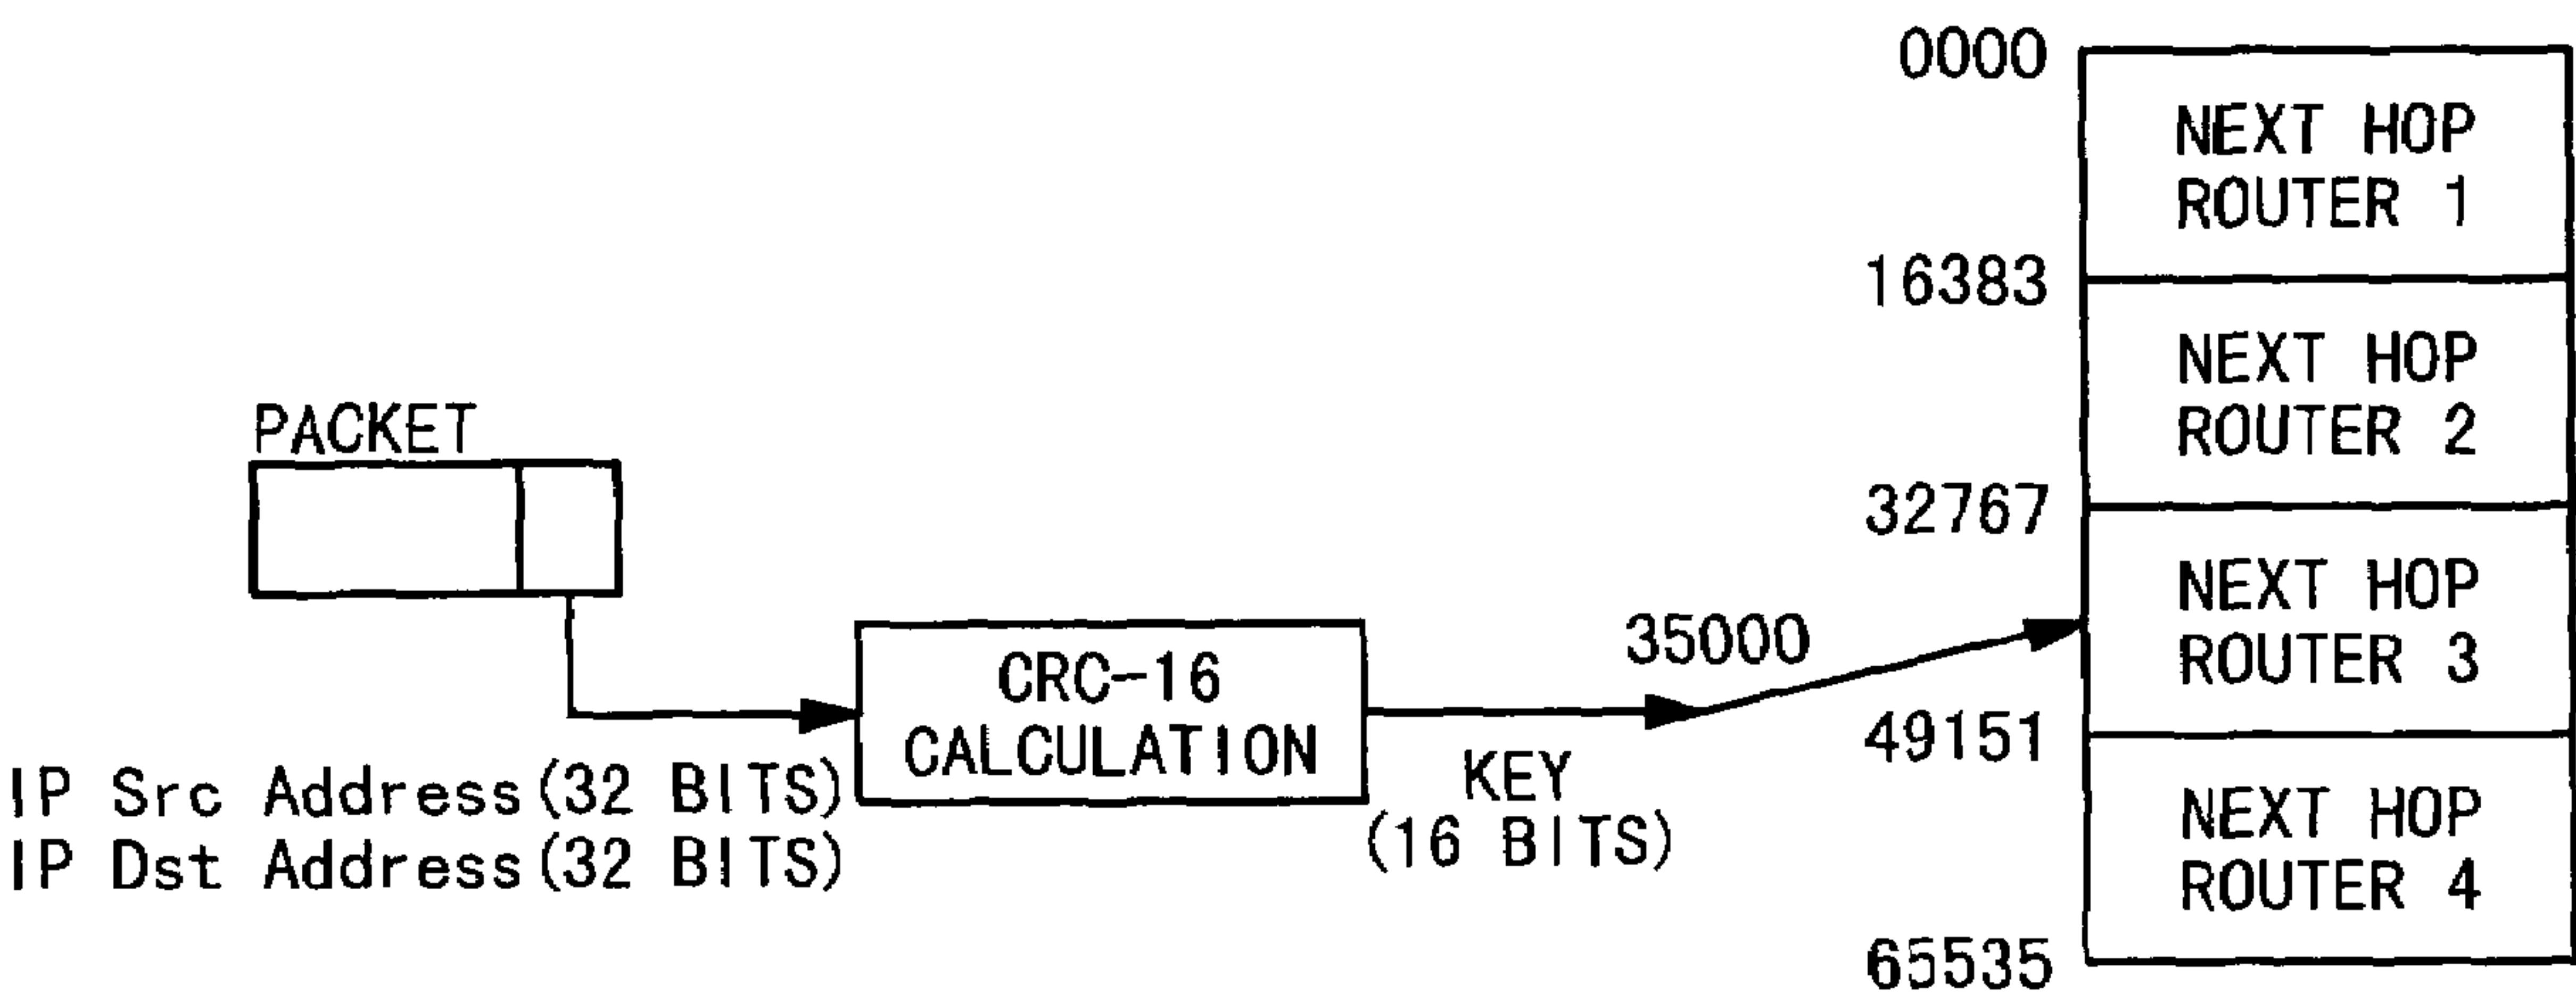 PACKET
IP Src Address(32 BITS)
IP Dst Address(32 BITS)
CRC-16
CALCULATION
KEY
(16 BITS)
35000
0000
NEXT HOP
ROUTER 1
16383
NEXT HOP
ROUTER 2
32767
NEXT HOP
ROUTER 3
49151
NEXT HOP
ROUTER 4
65535